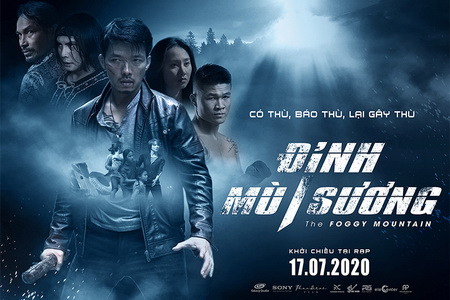 CÓ THÙ, BÁO THÙ, LẠI GÂY THÙ
ĐỈNH
MÙ SƯƠNG
The FOGGY MOUNTAIN
KHỞI CHIẾU TẠI RẠP
17.07.2020
SONY